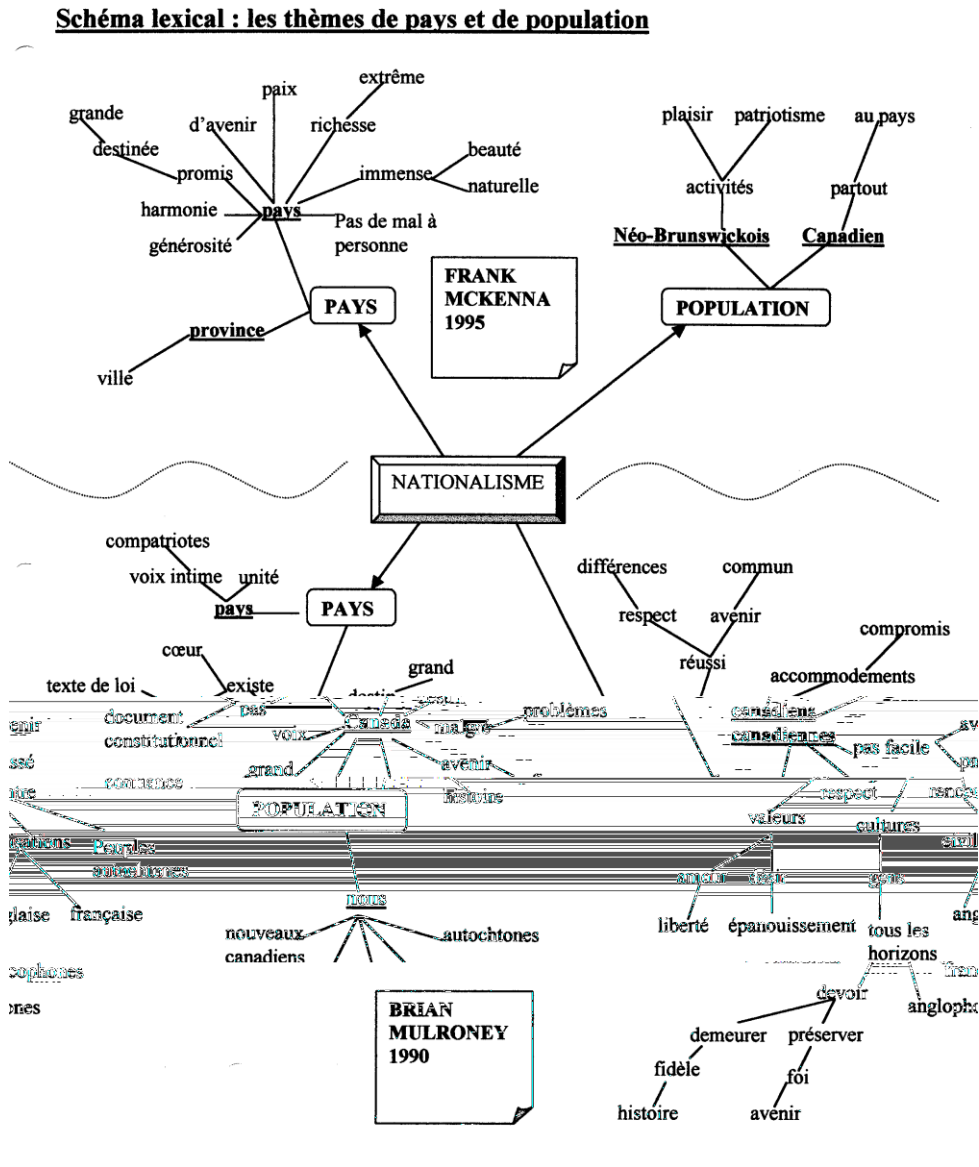 Schéma lexical : les thèmes de pays et de population
extrême
paix
grande
d'avenir
richesse
plaisir
patriotisme
au pays
destinée
beauté
promis
immense
naturelle
activités
partout
harmonie
pays
Pas de mal à
personne
générosité
Néo-Brunswickois
Canadien
FRANK
MCKENNA
1995
PAYS
POPULATION
province
ville
NATIONALISME
compatriotes
voix intime
unité
différences
commun
pays
PAYS
respect
avenir
compromis
cœur
réussi
grand
accommodements
texte de loi
existe
pas
document
constitutionnel
voix
Canada
malgré
problèmes
canadiens
canadiennes
pas facile
grand
avenir
histoire
POPULATION
respect
valeurs
cultures
Peuples
autochtones
gens
nous
française
liberté
épanouissement
tous les
horizons
nouveaux
canadiens
autochtones
devoir
BRIAN
MULRONEY
1990
demeurer
préserver
fidèle
foi
histoire
avenir